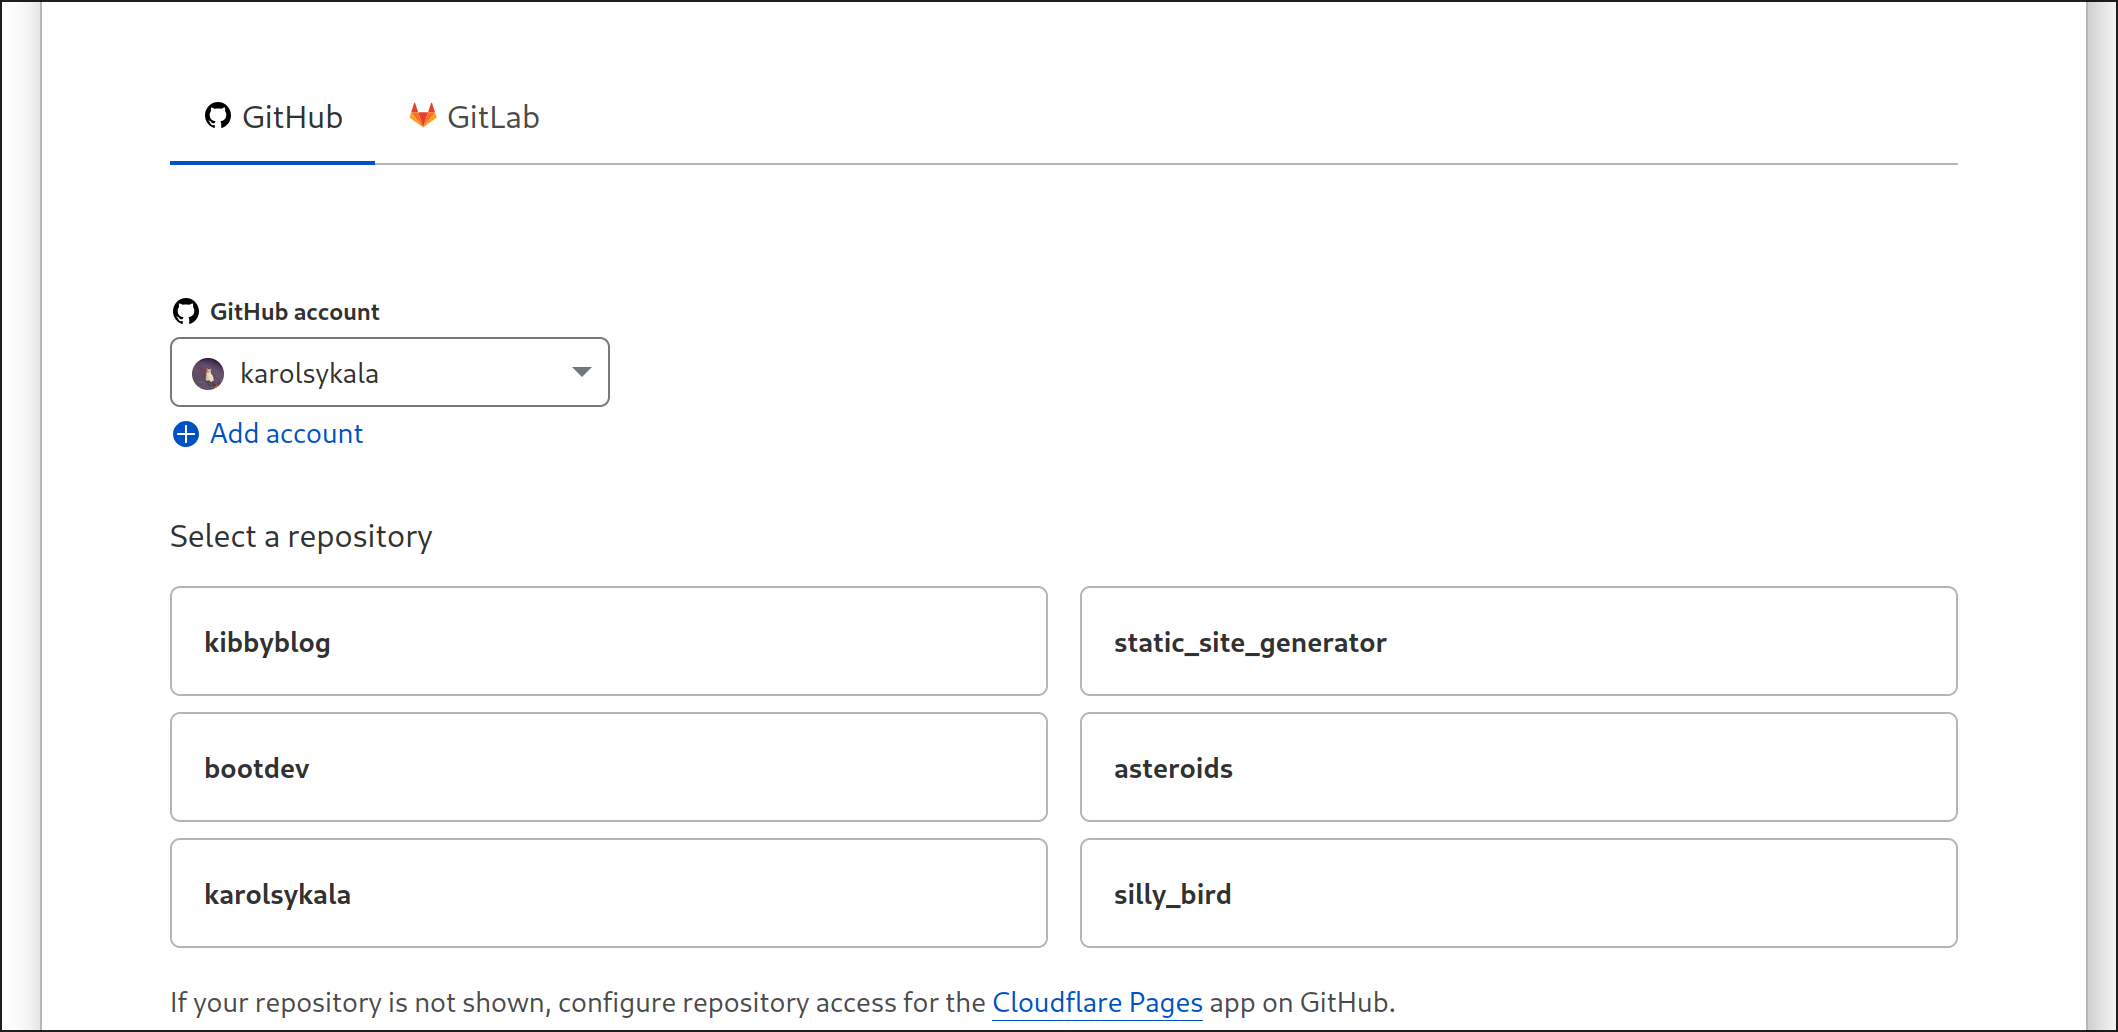 GitHub GitLab
GitHub account
karolsykala
Add account
Select a repository
kibbyblog static_site_generator
bootdev asteroids
karolsykala silly_bird
If your repository is not shown, configure repository access for the Cloudflare Pages app on GitHub.